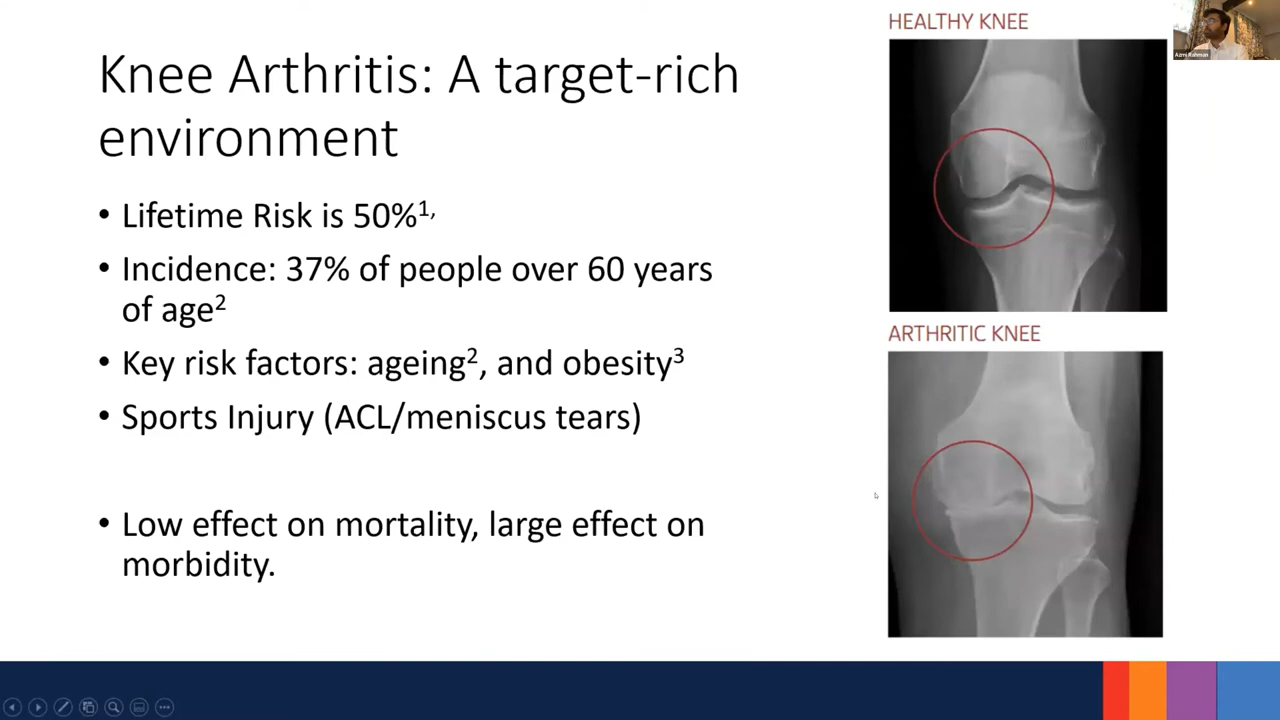 Knee Arthritis: A target-rich
environment
• Lifetime Risk is 50%1,
• Incidence: 37% of people over 60 years
of age2
• Key risk factors: ageing2, and obesity3
• Sports Injury (ACL/meniscus tears)
• Low effect on mortality, large effect on
morbidity.
HEALTHY KNEE
ARTHRITIC KNEE
Azmi Rahman